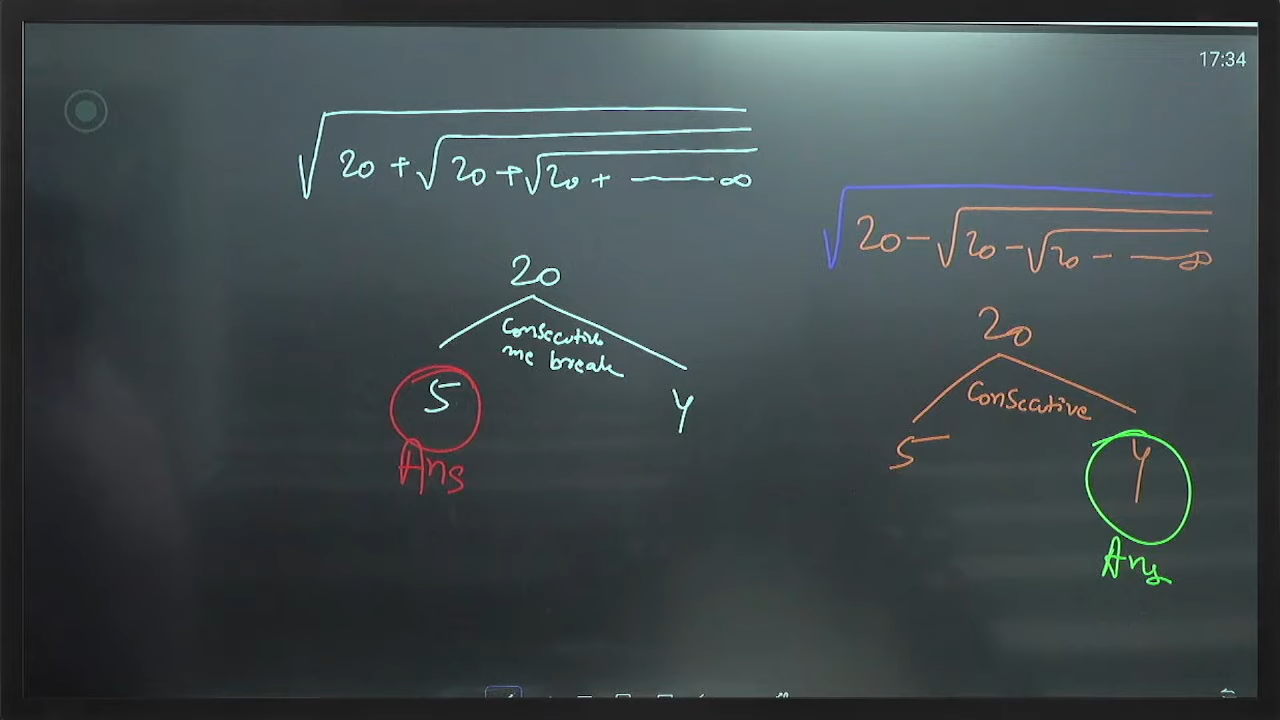 17:34
√20 + √20 + √20 + ——— ∞
20
Consecutive
me break
5 4
Ans
√20 - √20 - √20 - —— ∞
20
Consecutive
5 4
Ans